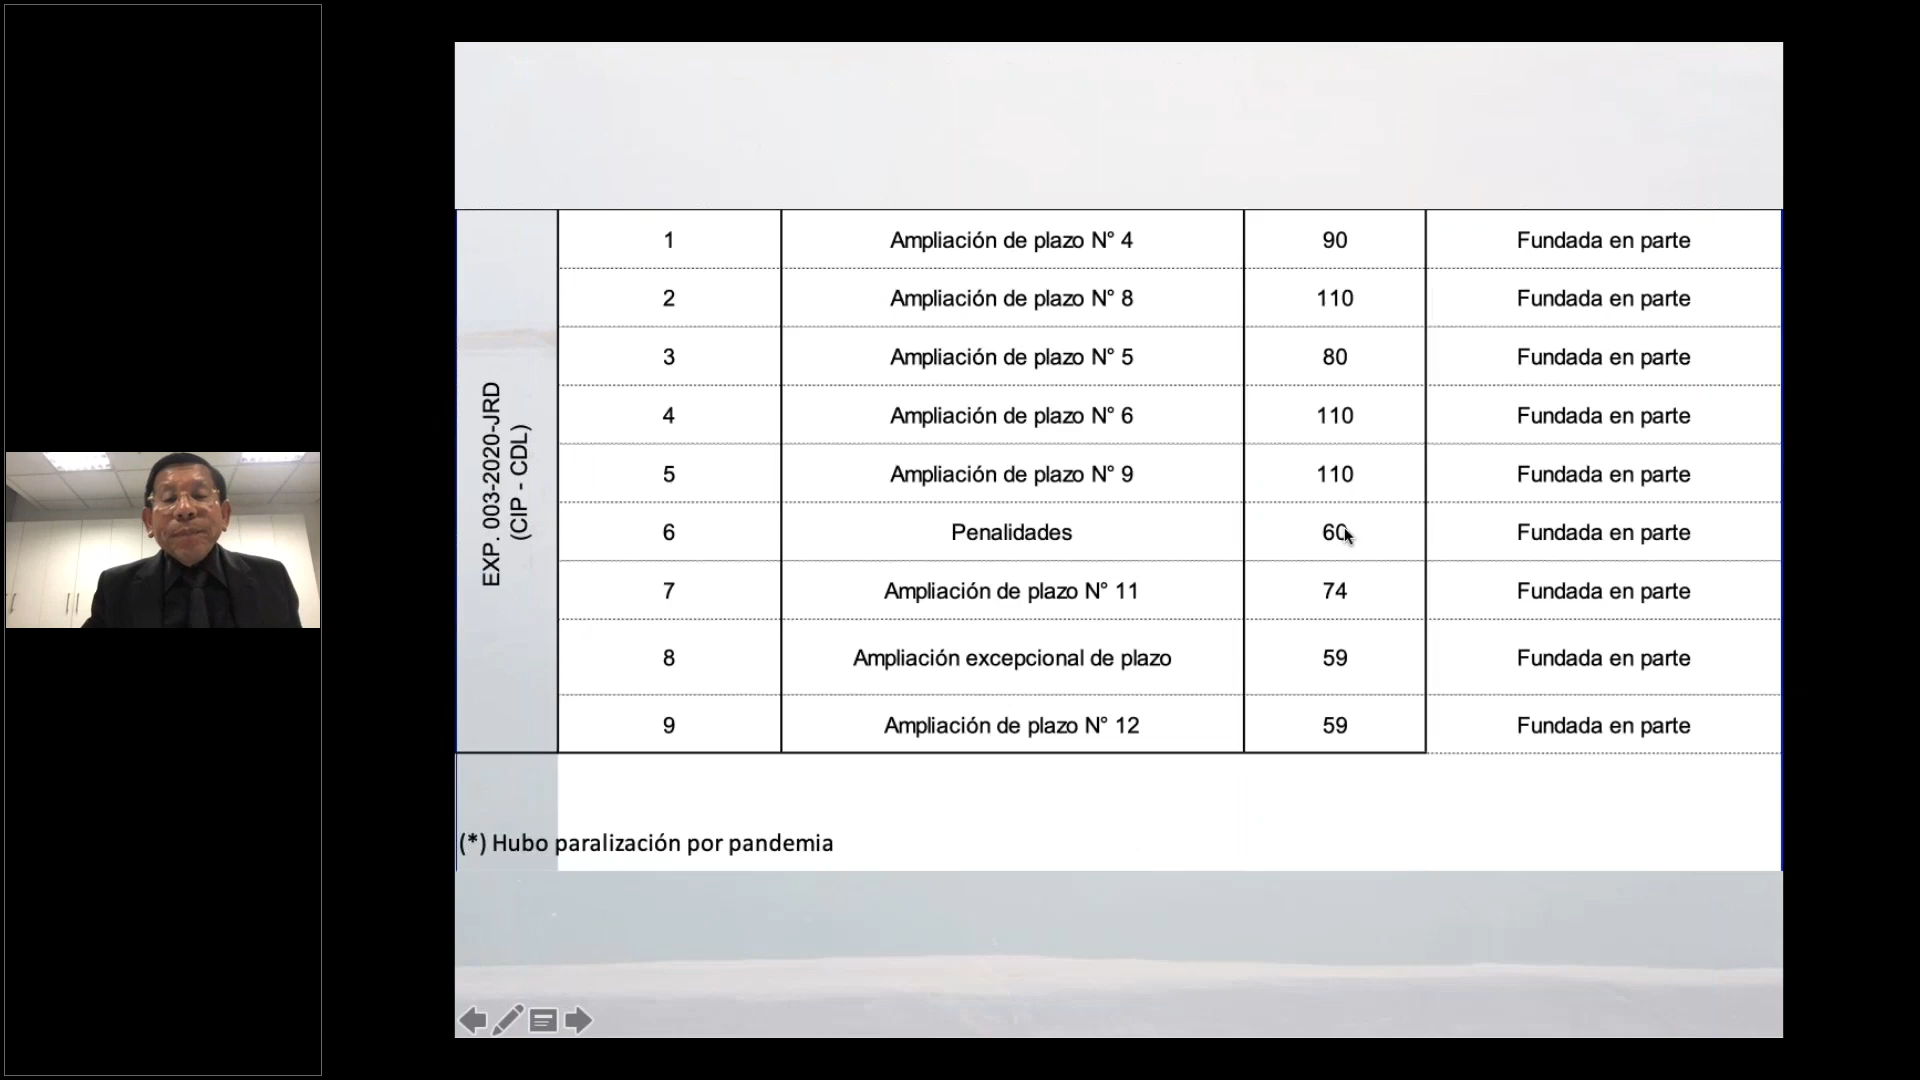 EXP. 003-2020-JRD
(CIP - CDL)
1 Ampliación de plazo N° 4 90 Fundada en parte
2 Ampliación de plazo N° 8 110 Fundada en parte
3 Ampliación de plazo N° 5 80 Fundada en parte
4 Ampliación de plazo N° 6 110 Fundada en parte
5 Ampliación de plazo N° 9 110 Fundada en parte
6 Penalidades 60 Fundada en parte
7 Ampliación de plazo N° 11 74 Fundada en parte
8 Ampliación excepcional de plazo 59 Fundada en parte
9 Ampliación de plazo N° 12 59 Fundada en parte
(*) Hubo paralización por pandemia